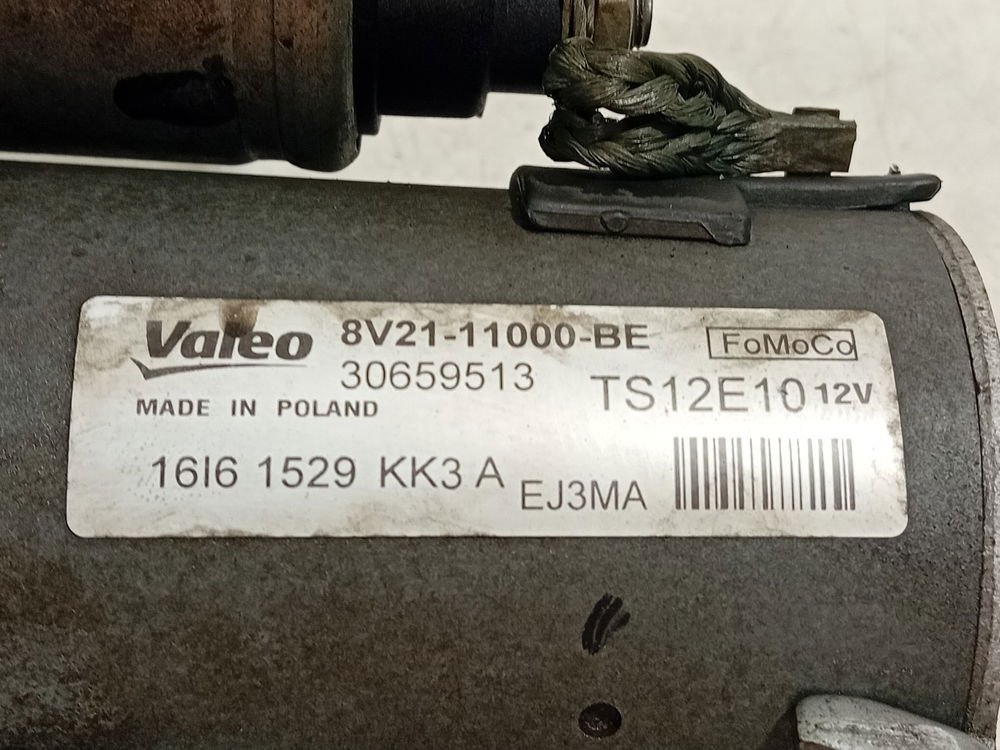 Valeo
8V21-11000-BE
FoMoCo
30659513
TS12E10 12V
MADE IN POLAND
16I6 1529 KK3 A
EJ3MA